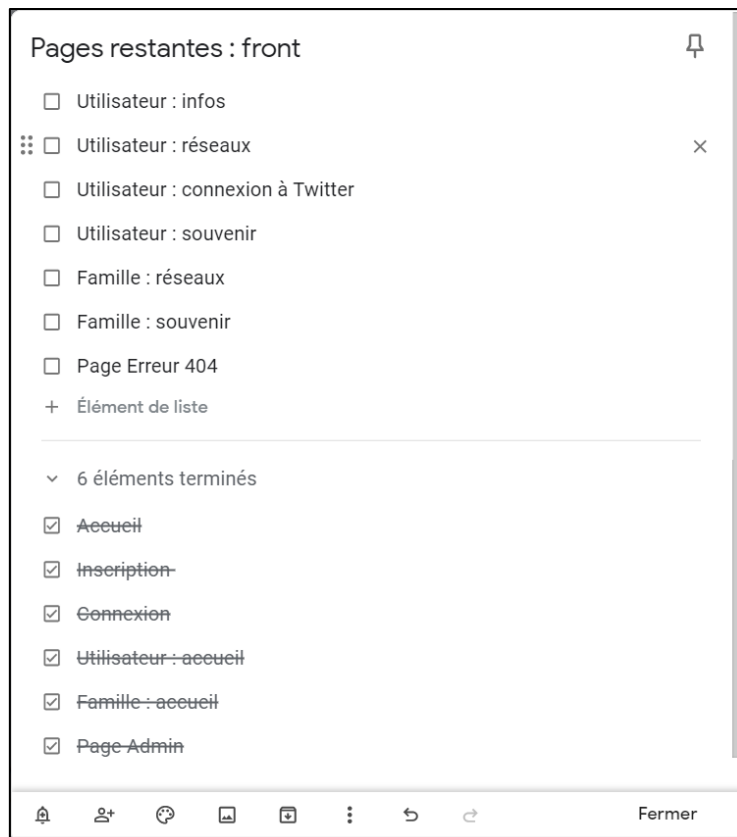 Pages restantes : front
Utilisateur : infos
Utilisateur : réseaux
Utilisateur : connexion à Twitter
Utilisateur : souvenir
Famille : réseaux
Famille : souvenir
Page Erreur 404
+ Élément de liste
6 éléments terminés
Accueil
Inscription
Connexion
Utilisateur : accueil
Famille : accueil
Page Admin
Fermer